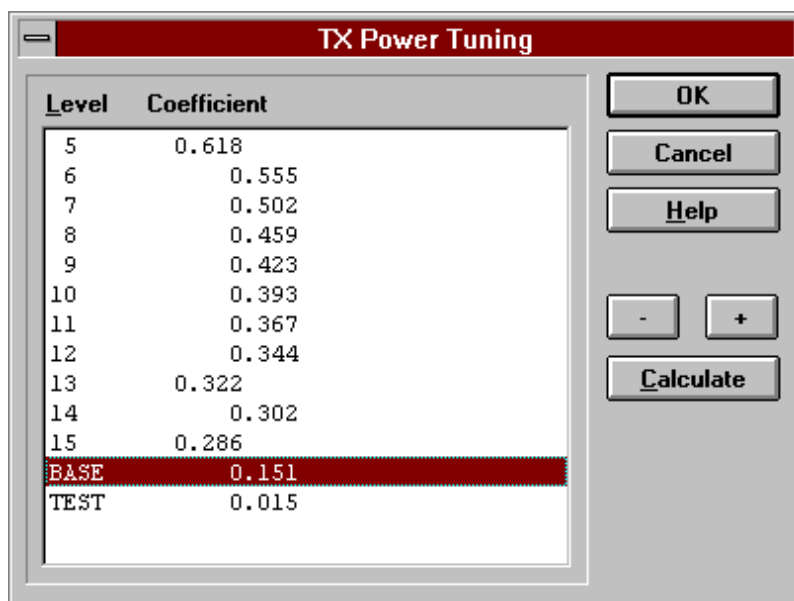 TX Power Tuning
Level Coefficient
5 0.618
6 0.555
7 0.502
8 0.459
9 0.423
10 0.393
11 0.367
12 0.344
13 0.322
14 0.302
15 0.286
BASE 0.151
TEST 0.015
OK
Cancel
Help
- +
Calculate